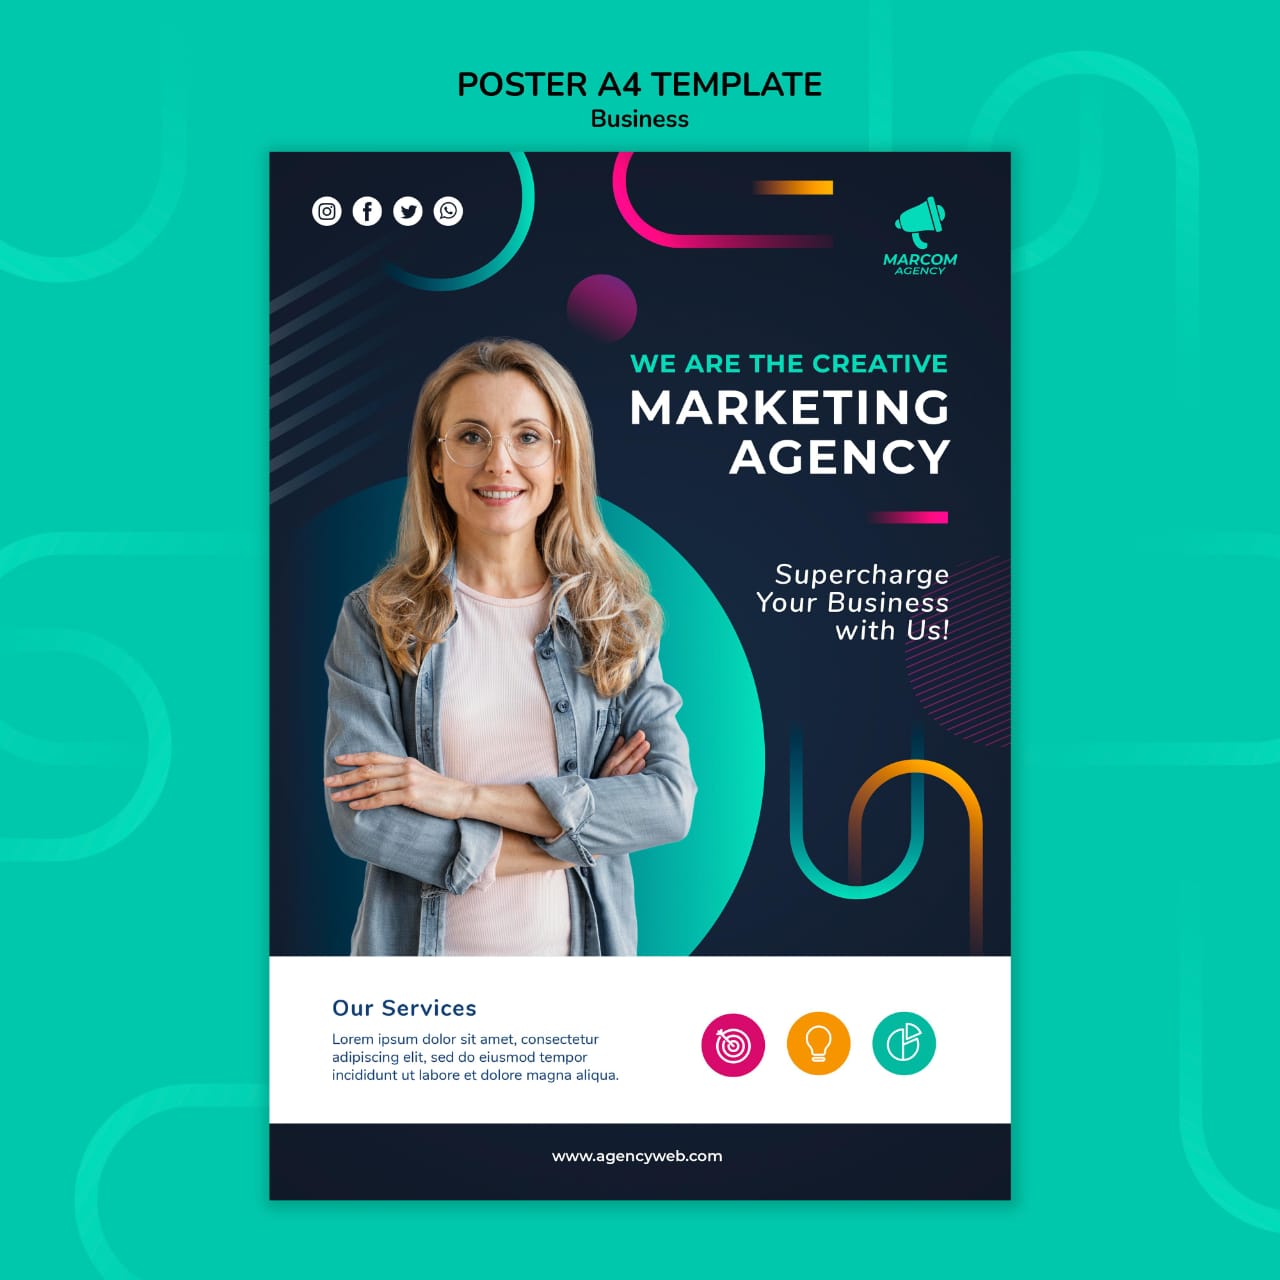 POSTER A4 TEMPLATE
Business
MARCOM
AGENCY
WE ARE THE CREATIVE
MARKETING
AGENCY
Supercharge
Your Business
with Us!
Our Services
Lorem ipsum dolor sit amet, consectetur
adipiscing elit, sed do eiusmod tempor
incididunt ut labore et dolore magna aliqua.
www.agencyweb.com